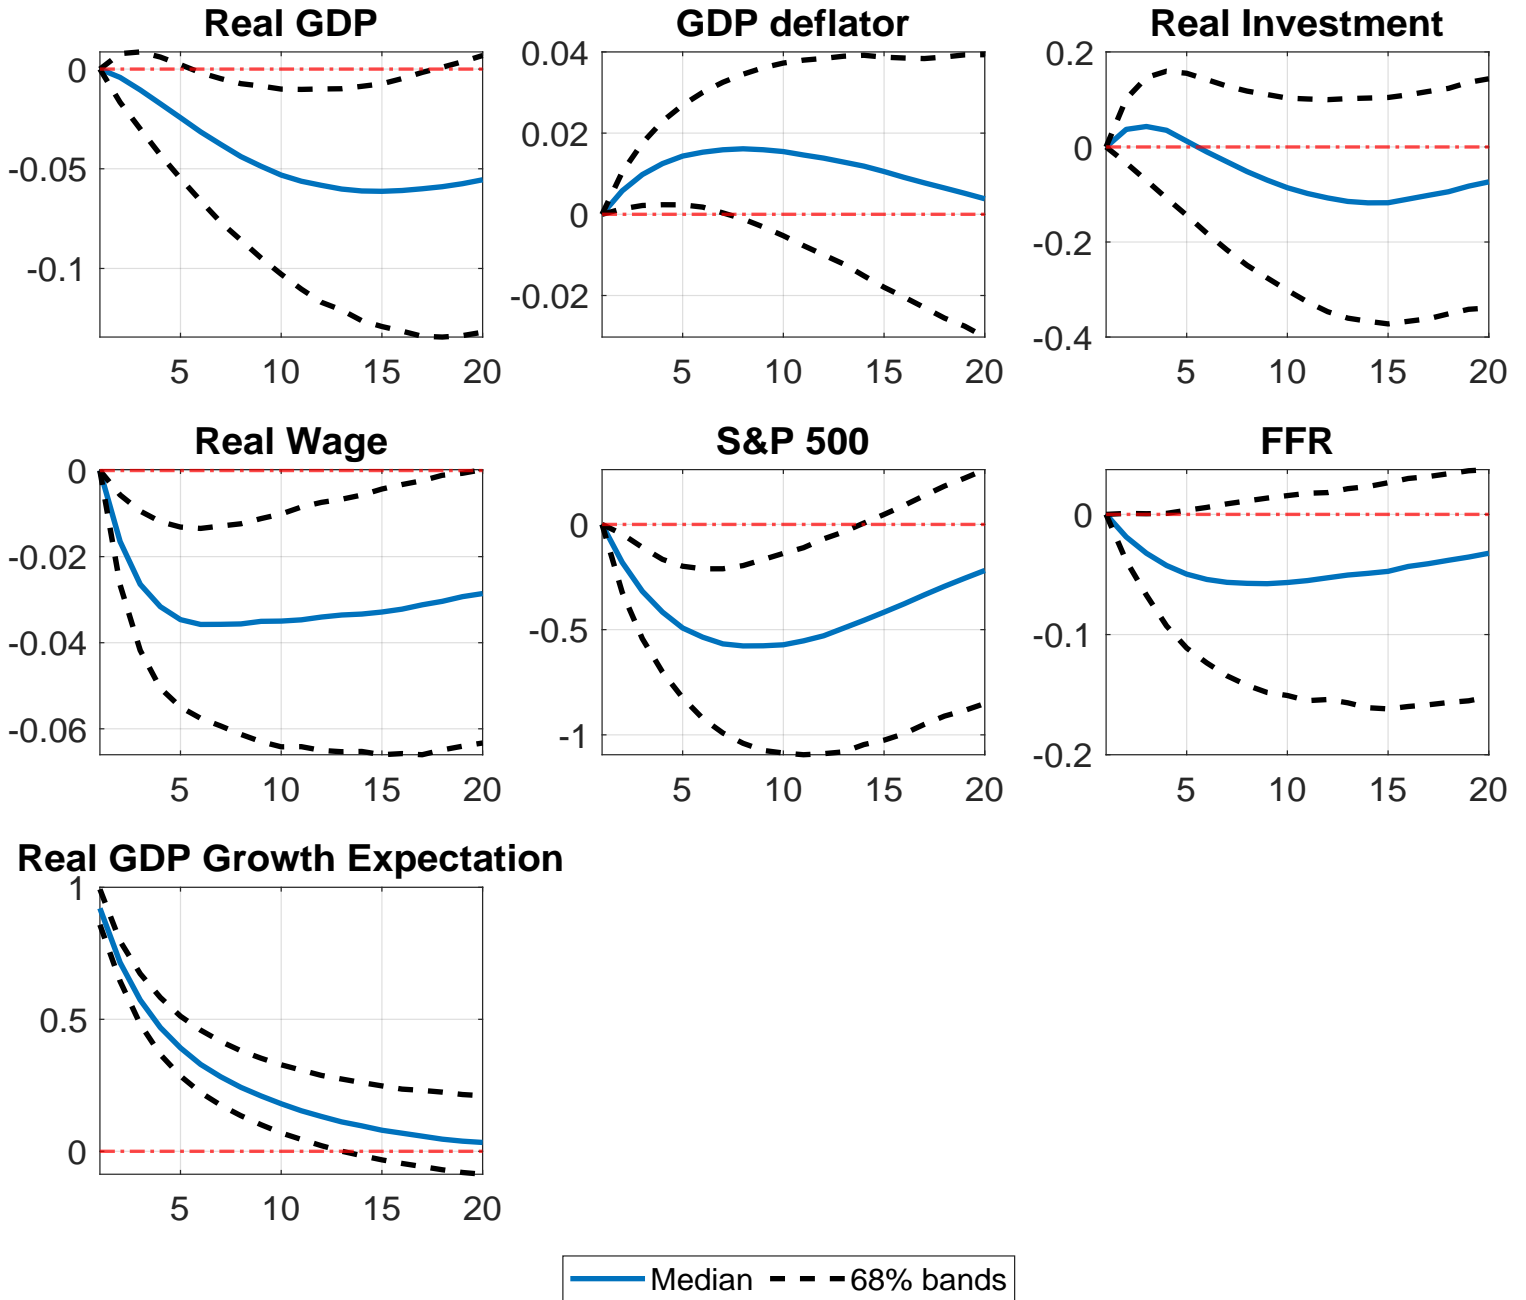 Real GDP
GDP deflator
Real Investment
0
-0.05
-0.1
5 10 15 20
0.04
0.02
0
-0.02
5 10 15 20
0.2
0
-0.2
-0.4
5 10 15 20
Real Wage
S&P 500
FFR
0
-0.02
-0.04
-0.06
5 10 15 20
0
-0.5
-1
5 10 15 20
0
-0.1
-0.2
5 10 15 20
Real GDP Growth Expectation
1
0.5
0
5 10 15 20
Median 68% bands